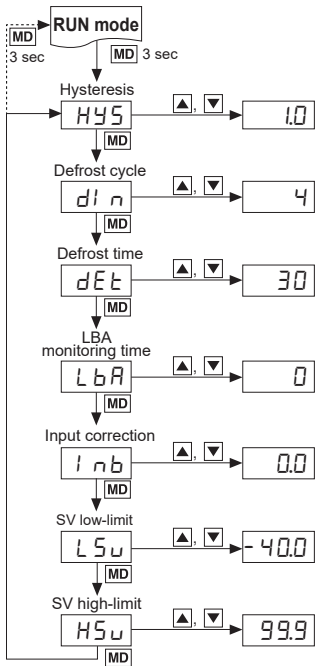 RUN mode
MD
3 sec
MD 3 sec
Hysteresis
HYS ▲, ▼ 1.0
MD
Defrost cycle
dIn ▲, ▼ 4
MD
Defrost time
dEt ▲, ▼ 30
MD
LBA
monitoring time
LbA ▲, ▼ 0
MD
Input correction
Inb ▲, ▼ 0.0
MD
SV low-limit
LSv ▲, ▼ -40.0
MD
SV high-limit
HSv ▲, ▼ 99.9
MD